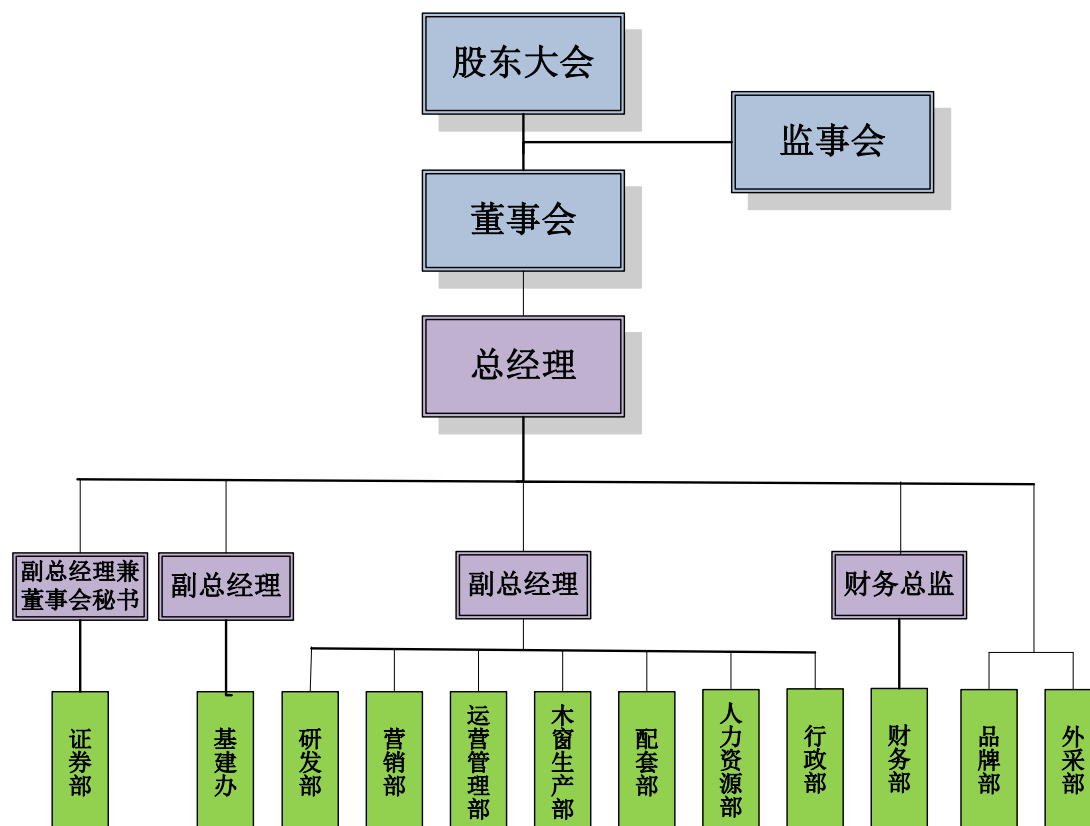 股东大会
监事会
董事会
总经理
副总经理兼
董事会秘书
副总经理
副总经理
财务总监
证券部
基建办
研发部
营销部
运营管理部
木窗生产部
配套部
人力资源部
行政部
财务部
品牌部
外采部